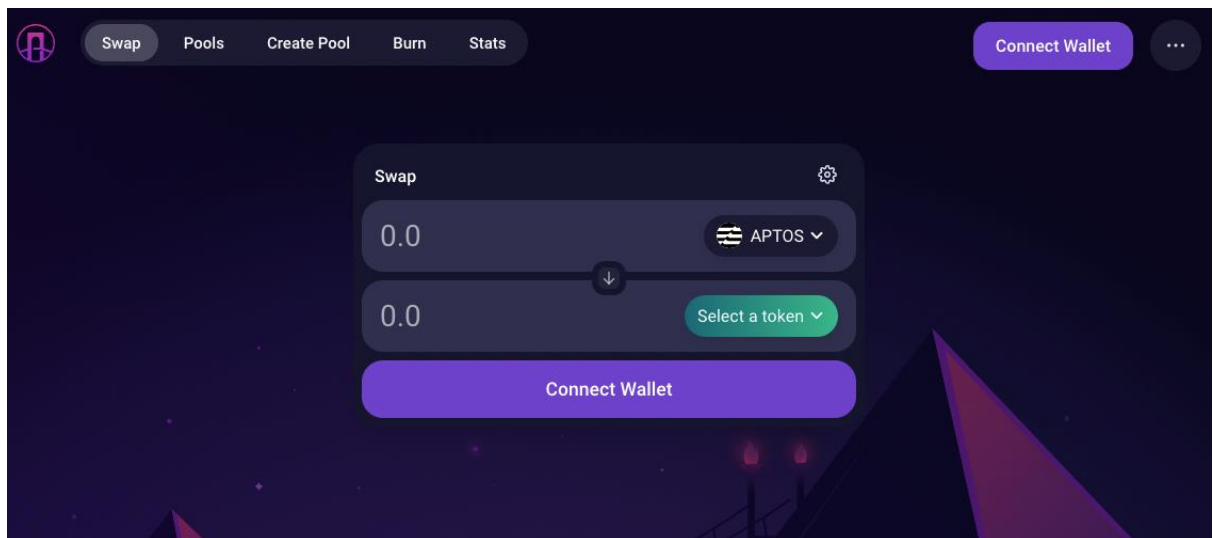 Swap Pools Create Pool Burn Stats Connect Wallet ...
Swap
0.0 APTOS
0.0 Select a token
Connect Wallet